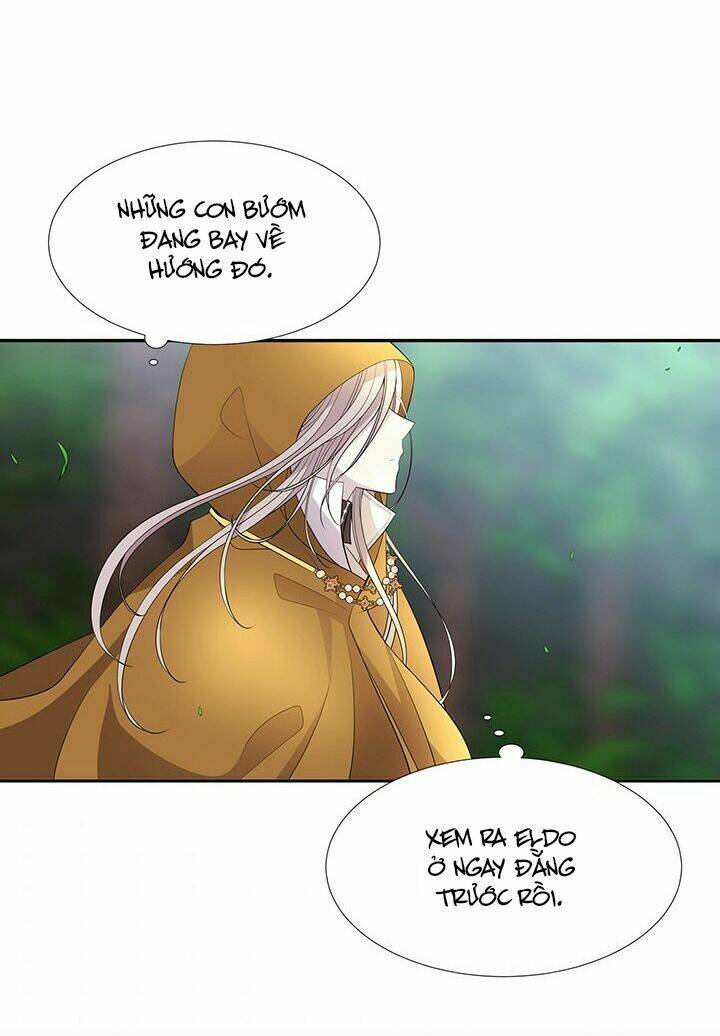 NHỮNG CON BƯỚM
ĐANG BAY VỀ
HƯỚNG ĐÓ.
XEM RA ELDO
Ở NGAY ĐẰNG
TRƯỚC RỒI.